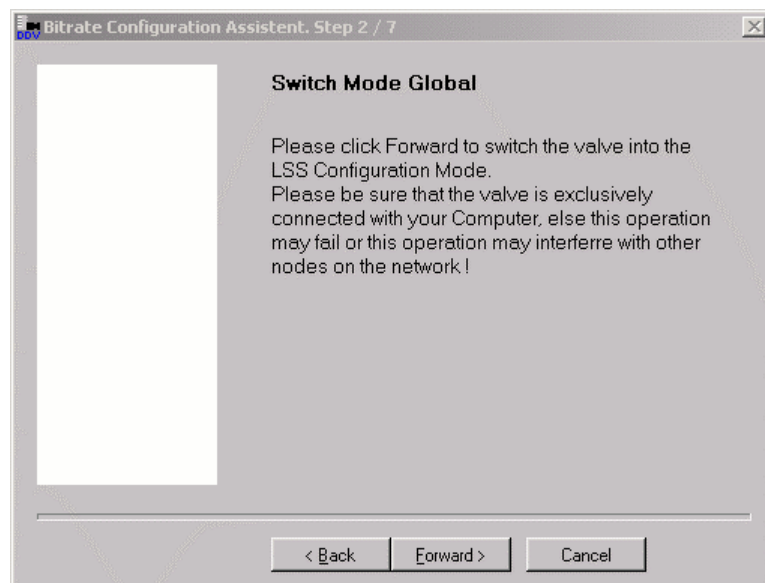 DDV
Bitrate Configuration Assistent. Step 2 / 7
Switch Mode Global
Please click Forward to switch the valve into the
LSS Configuration Mode.
Please be sure that the valve is exclusively
connected with your Computer, else this operation
may fail or this operation may interferre with other
nodes on the network !
< Back
Forward >
Cancel